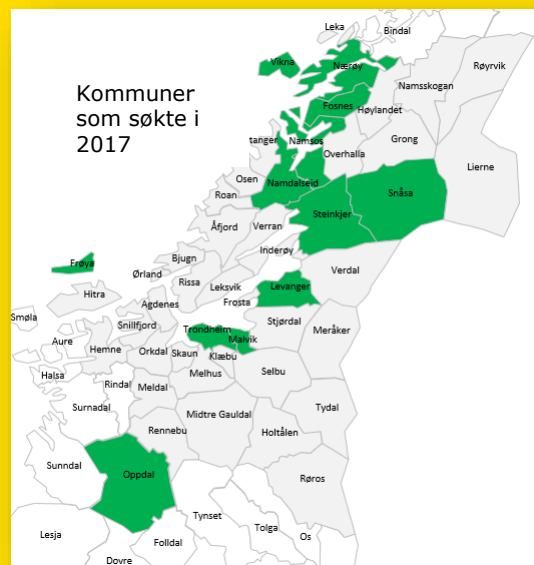 Kommuner
som søkte i
2017
Leka
Bindal
Vikna
Nærøy
Røyrvik
Namsskogan
Fosnes
Høylandet
tanger
Namsos
Overhalla
Grong
Lierne
Osen
Namdalseid
Snåsa
Roan
Steinkjer
Åfjord
Verran
Inderøy
Frøya
Bjugn
Verdal
Ørland
Rissa
Leksvik
Levanger
Hitra
Agdenes
Frosta
Smøla
Snillfjord
Stjørdal
Trondheim
Malvik
Meråker
Aure
Hemne
Orkdal
Skaun
Klæbu
Halsa
Rindal
Meldal
Melhus
Selbu
Surnadal
Midtre Gauldal
Tydal
Rennebu
Holtålen
Sunndal
Oppdal
Røros
Lesja
Tynset
Tolga
Os
Folldal
Dovre